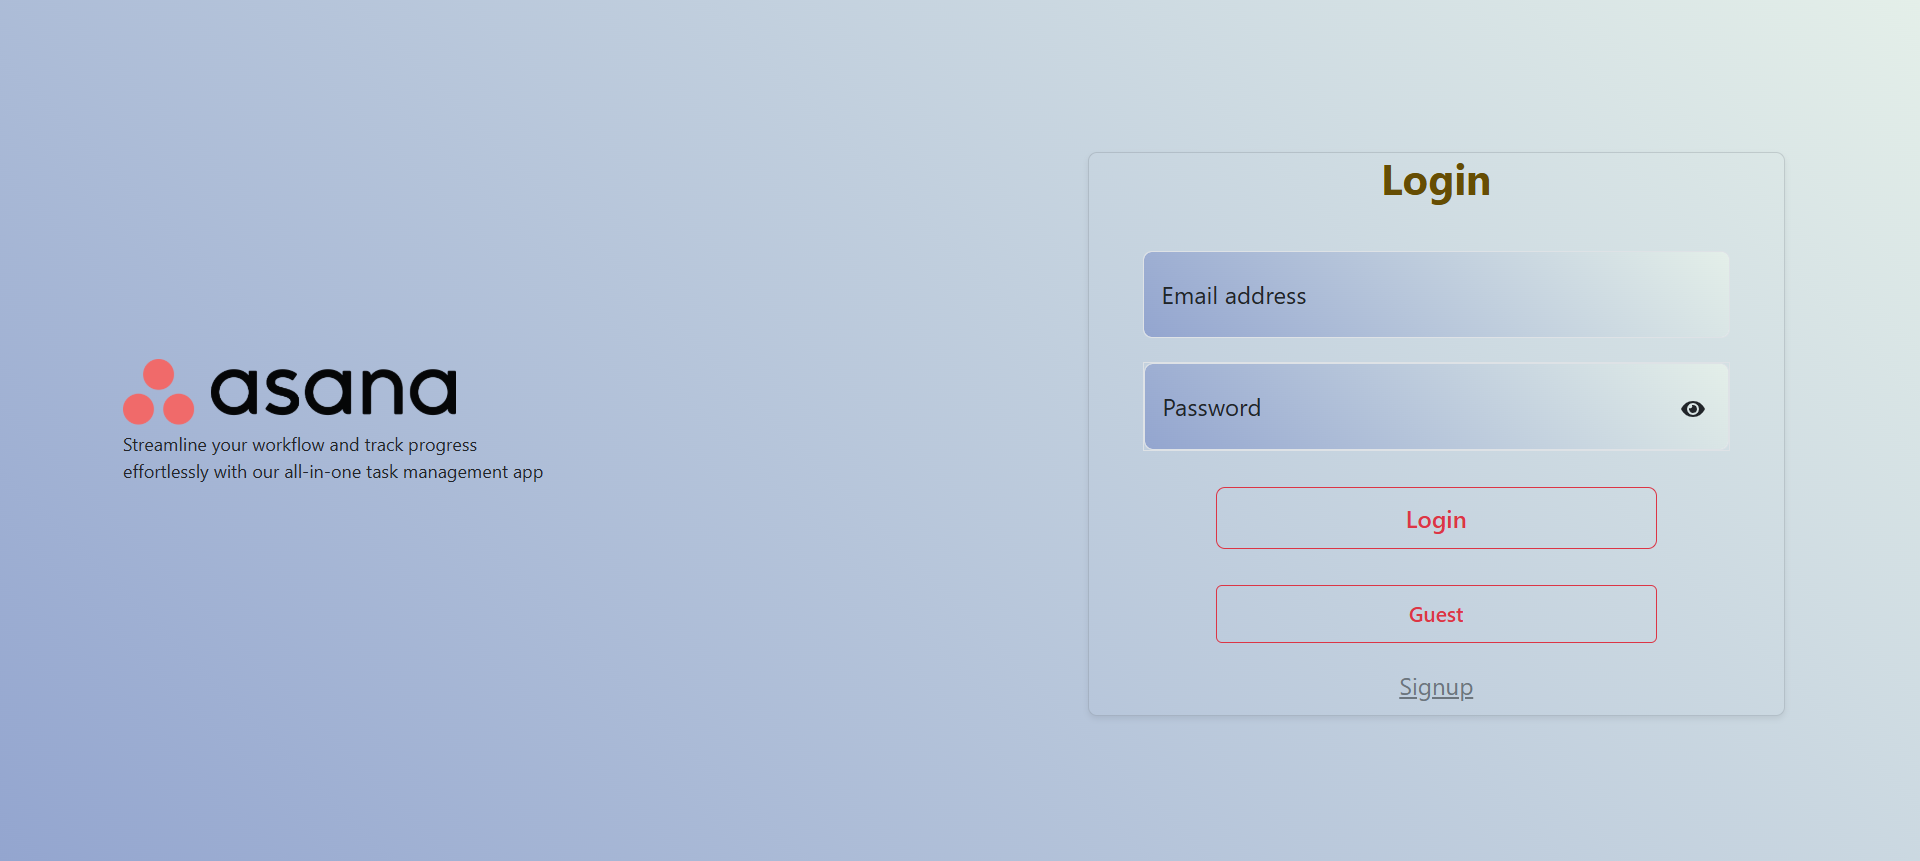 asana
Streamline your workflow and track progress
effortlessly with our all-in-one task management app
Login
Email address
Password
Login
Guest
Signup